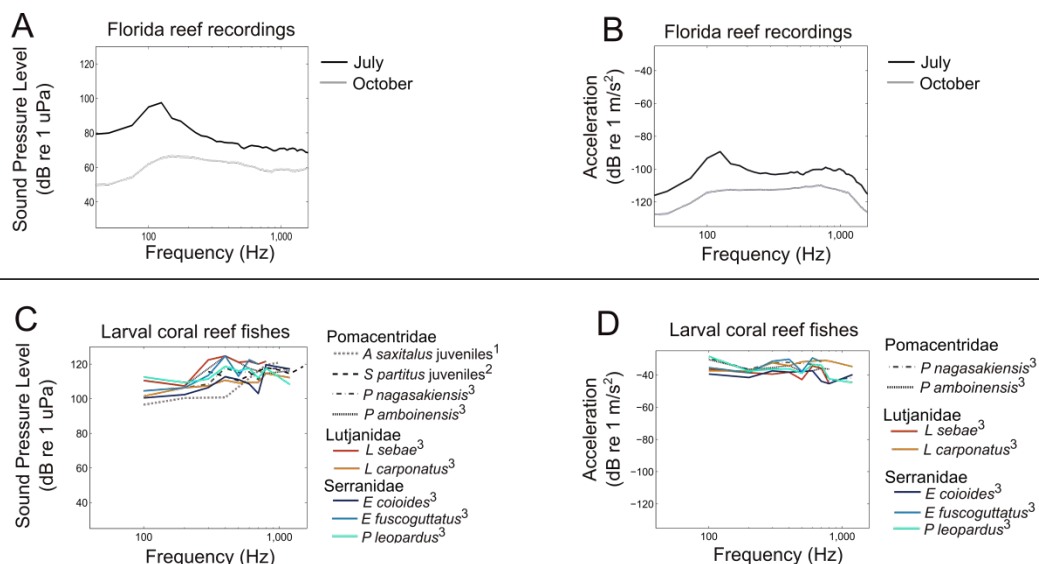 A
Florida reef recordings
Sound Pressure Level
(dB re 1 uPa)
120
100
80
60
40
100
1,000
Frequency (Hz)
July
October
B
Florida reef recordings
Acceleration
(dB re 1 m/s²)
−40
−60
−80
−100
−120
100
1,000
Frequency (Hz)
July
October
C
Larval coral reef fishes
Sound Pressure Level
(dB re 1 uPa)
120
100
80
60
40
100
1,000
Frequency (Hz)
Pomacentridae
A saxitalus juveniles¹
S partitus juveniles²
P nagasakiensis³
P amboinensis³
Lutjanidae
L sebae³
L carponatus³
Serranidae
E coioides³
E fuscoguttatus³
P leopardus³
D
Larval coral reef fishes
Acceleration
(dB re 1 m/s²)
−40
−60
−80
−100
−120
100
1,000
Frequency (Hz)
Pomacentridae
P nagasakiensis³
P amboinensis³
Lutjanidae
L sebae³
L carponatus³
Serranidae
E coioides³
E fuscoguttatus³
P leopardus³